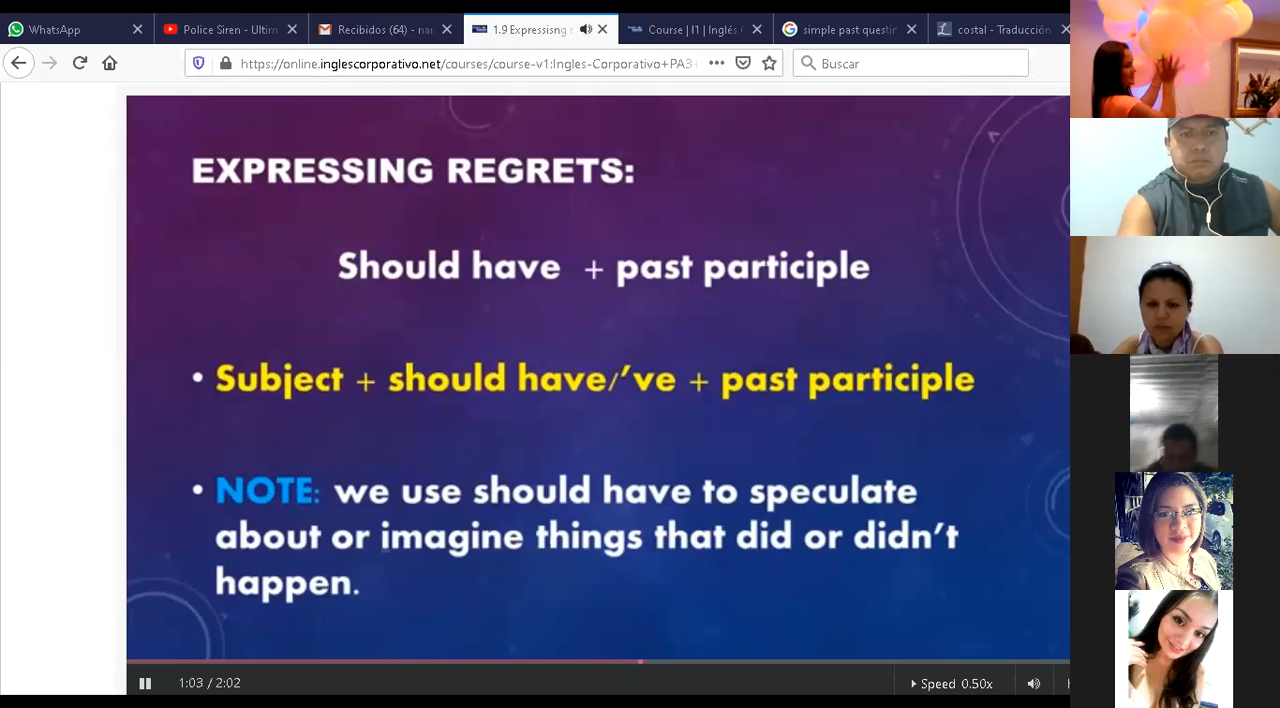 WhatsApp
Police Siren - Ultim
Recibidos (64) - na
1.9 Expressisng
Course | I1 | Inglés
simple past questi
costal - Traducción
https://online.inglescorporativo.net/courses/course-v1:Ingles-Corporativo+PA3
Buscar
EXPRESSING REGRETS:
Should have + past participle
• Subject + should have/'ve + past participle
• NOTE: we use should have to speculate
about or imagine things that did or didn't
happen.
1:03 / 2:02
Speed 0.50x